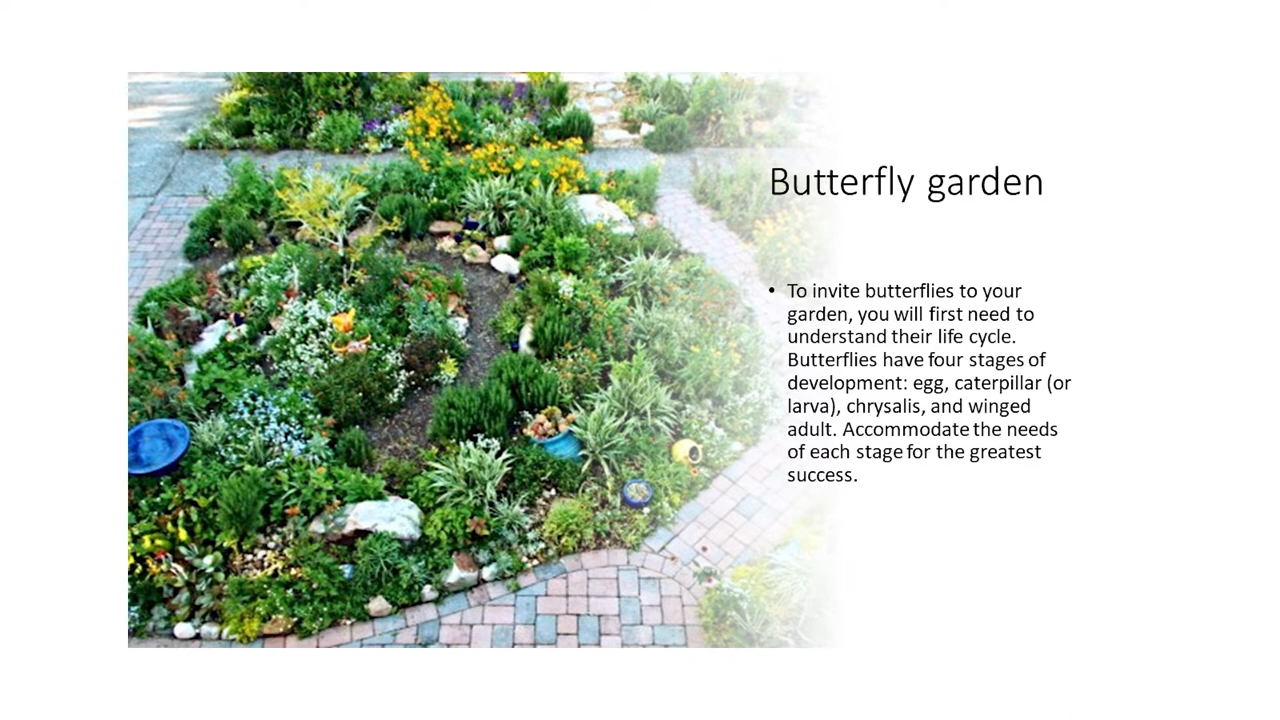 Butterfly garden
• To invite butterflies to your
garden, you will first need to
understand their life cycle.
Butterflies have four stages of
development: egg, caterpillar (or
larva), chrysalis, and winged
adult. Accommodate the needs
of each stage for the greatest
success.